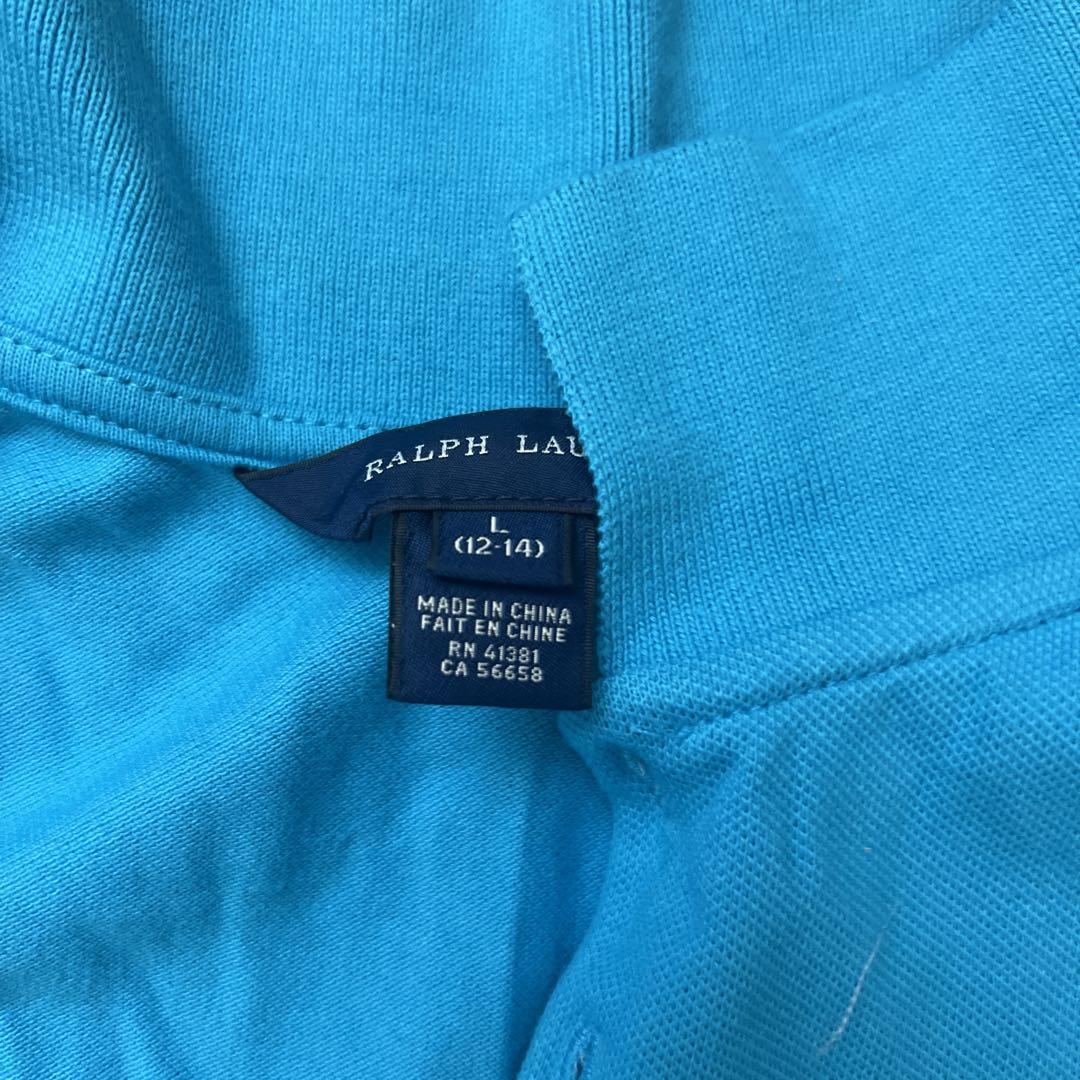 RALPH LAU
L
(12-14)
MADE IN CHINA
FAIT EN CHINE
RN 41381
CA 56658